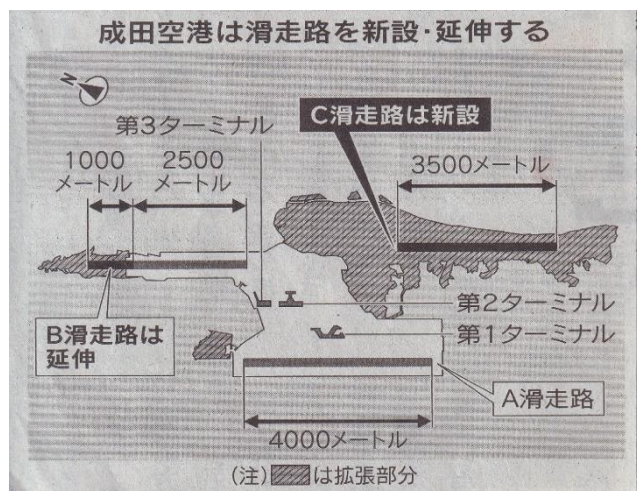 成田空港は滑走路を新設・延伸する
N
第3ターミナル
C滑走路は新設
1000
メートル
2500
メートル
3500メートル
B滑走路は
延伸
第2ターミナル
第1ターミナル
A滑走路
4000メートル
(注)は拡張部分